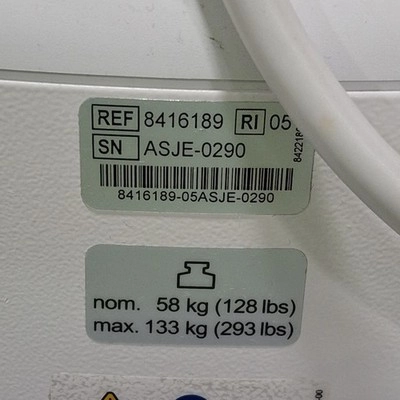 REF 8416189 RI 05
SN ASJE-0290
8416189-05ASJE-0290
nom. 58 kg (128 lbs)
max. 133 kg (293 lbs)